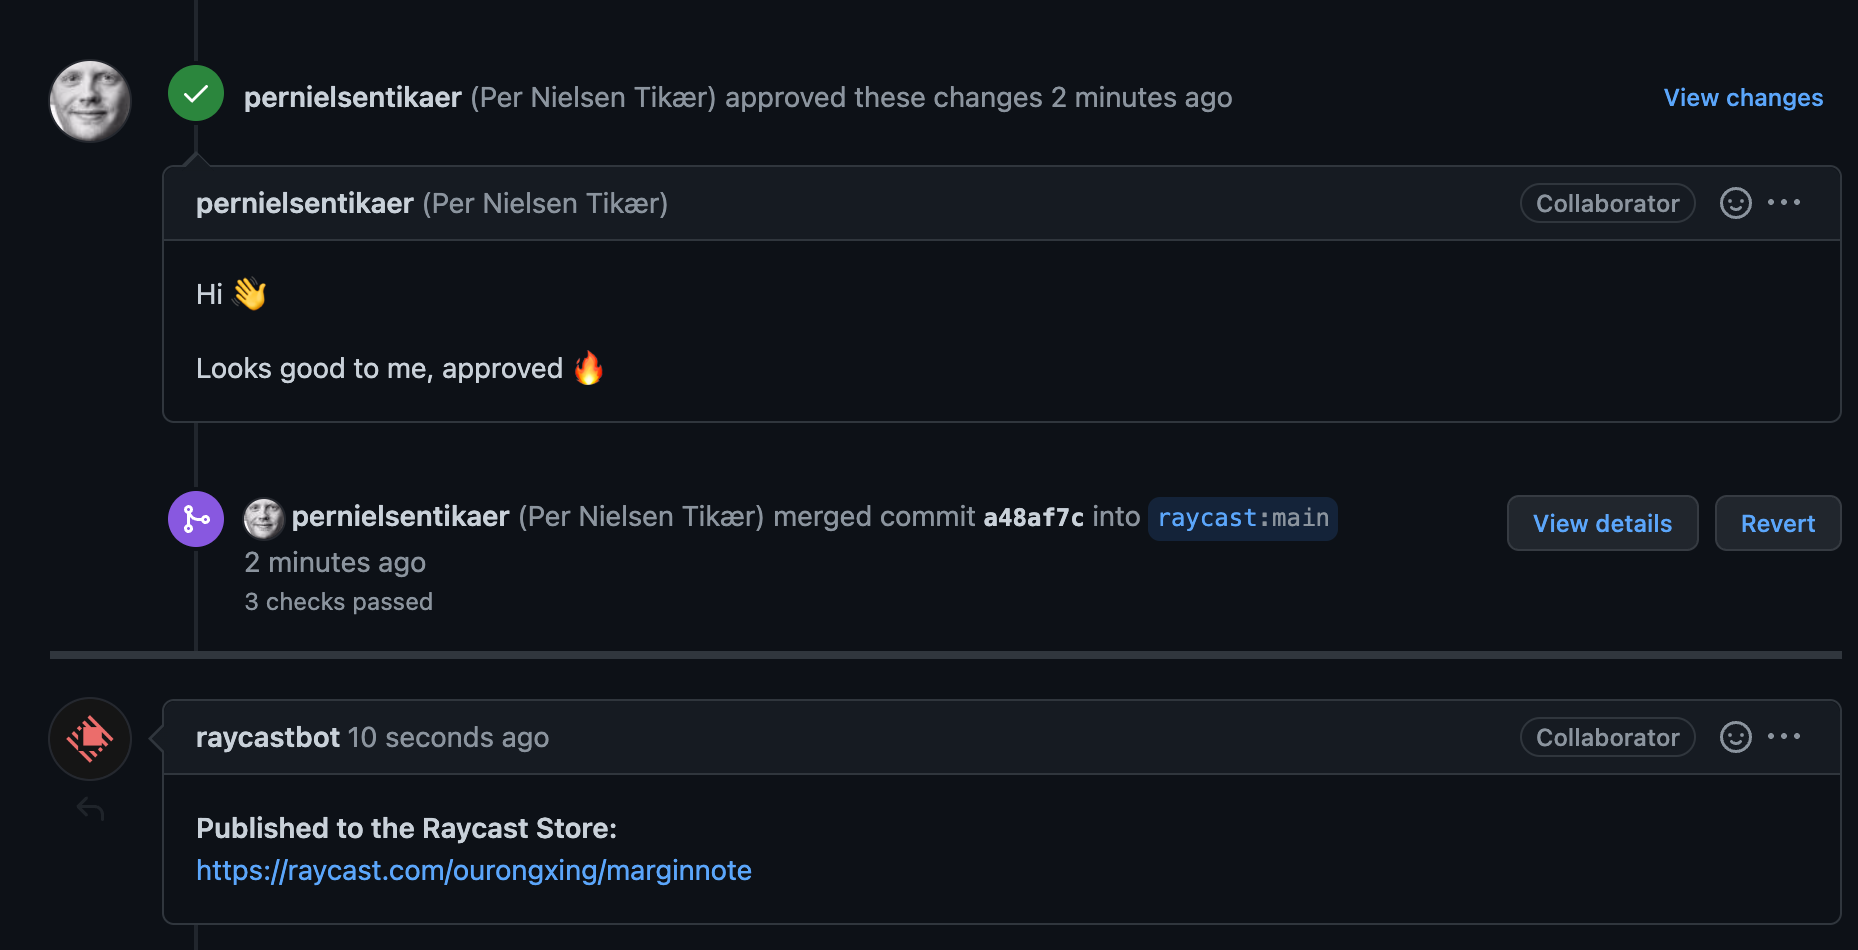 pernielsentikaer (Per Nielsen Tikær) approved these changes 2 minutes ago
View changes
pernielsentikaer (Per Nielsen Tikær)
Collaborator
Hi 👋
Looks good to me, approved 🔥
pernielsentikaer (Per Nielsen Tikær) merged commit a48af7c into raycast:main
2 minutes ago
3 checks passed
View details
Revert
raycastbot 10 seconds ago
Collaborator
Published to the Raycast Store:
https://raycast.com/ourongxing/marginnote